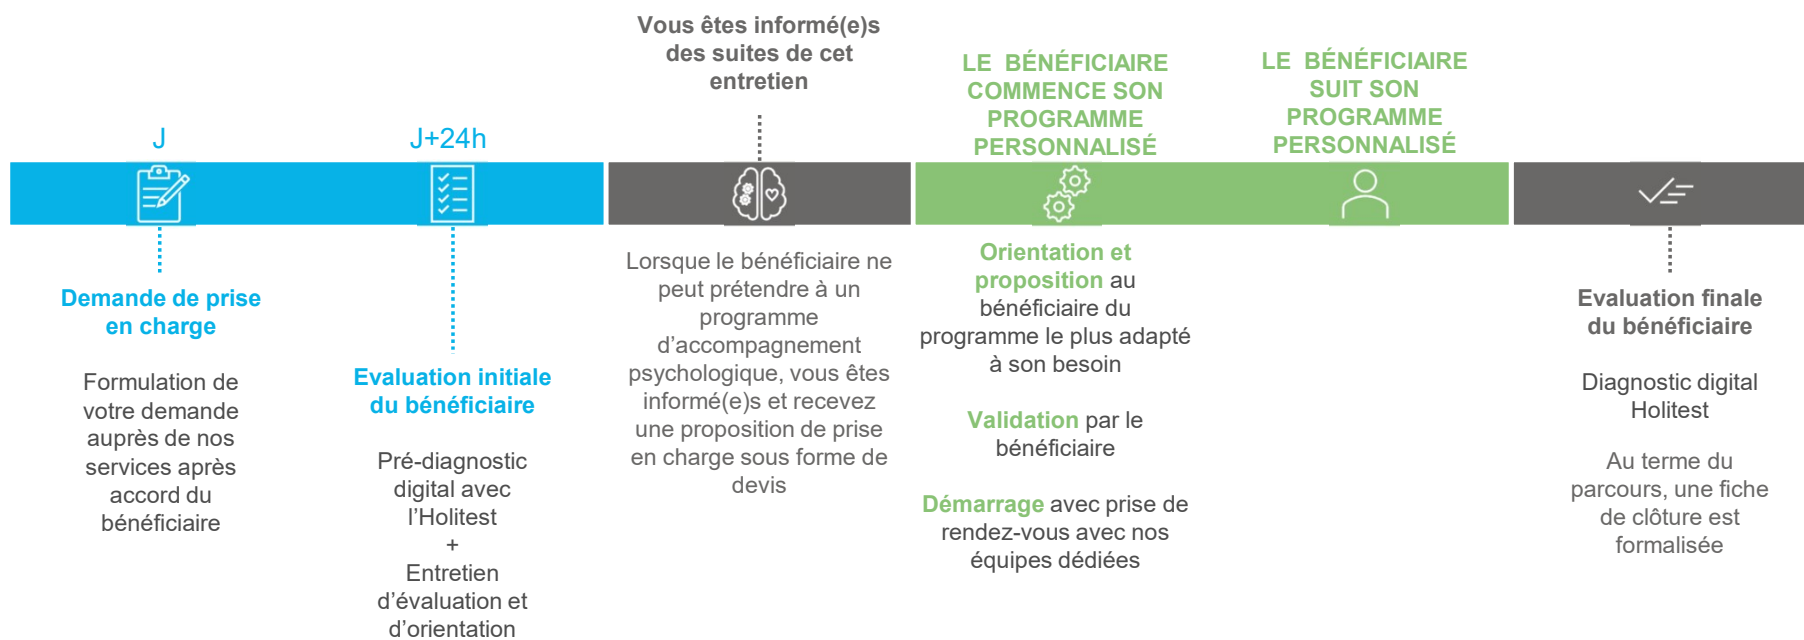 J
Demande de prise
en charge
Formulation de
votre demande
auprès de nos
services après
accord du
bénéficiaire
J+24h
Evaluation initiale
du bénéficiaire
Pré-diagnostic
digital avec
l’Holitest
+
Entretien
d’évaluation et
d’orientation
Vous êtes informé(e)s
des suites de cet
entretien
Lorsque le bénéficiaire ne
peut prétendre à un
programme
d’accompagnement
psychologique, vous êtes
informé(e)s et recevez
une proposition de prise
en charge sous forme de
devis
LE BÉNÉFICIAIRE
COMMENCE SON
PROGRAMME
PERSONNALISÉ
Orientation et
proposition au
bénéficiaire du
programme le plus adapté
à son besoin
Validation par le
bénéficiaire
Démarrage avec prise de
rendez-vous avec nos
équipes dédiées
LE BÉNÉFICIAIRE
SUIT SON
PROGRAMME
PERSONNALISÉ
Evaluation finale
du bénéficiaire
Diagnostic digital
Holitest
Au terme du
parcours, une fiche
de clôture est
formalisée